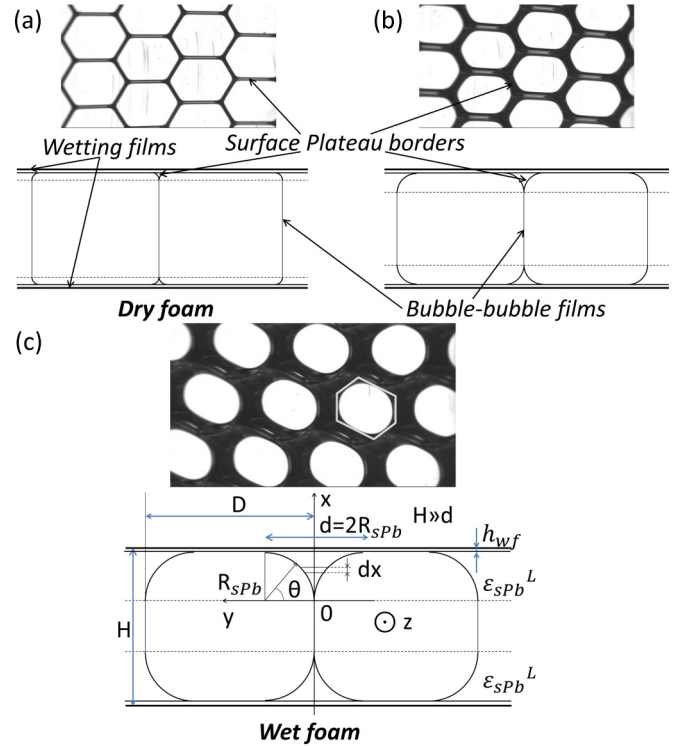 (a)
(b)
Surface Plateau borders
Wetting films
Dry foam
Bubble-bubble films
(c)
x
D
H»d
d=2R_sPb
h_wf
dx
R_sPb
θ
ε_sPb^L
y
0
z
H
ε_sPb^L
Wet foam